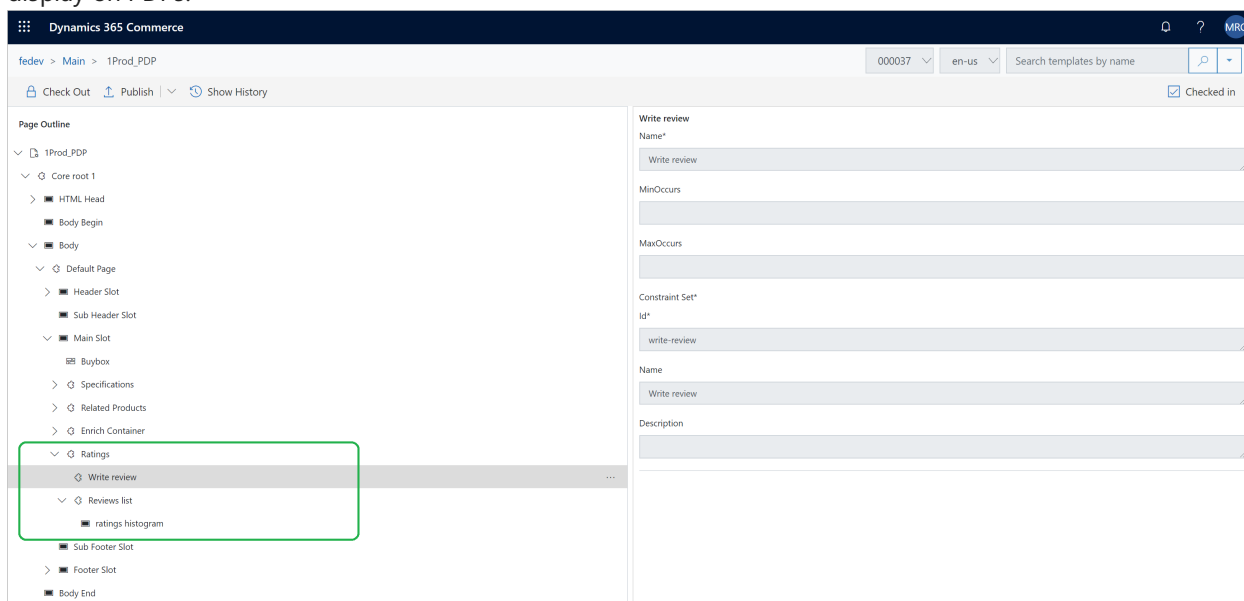 display on PDPs.
Dynamics 365 Commerce
MRC
fedev > Main > 1Prod_PDP
000037
en-us
Search templates by name
Check Out
Publish
Show History
Checked in
Page Outline
1Prod_PDP
Core root 1
HTML Head
Body Begin
Body
Default Page
Header Slot
Sub Header Slot
Main Slot
Buybox
Specifications
Related Products
Enrich Container
Ratings
Write review
...
Reviews list
ratings histogram
Sub Footer Slot
Footer Slot
Body End
Write review
Name*
Write review
MinOccurs
MaxOccurs
Constraint Set*
Id*
write-review
Name
Write review
Description